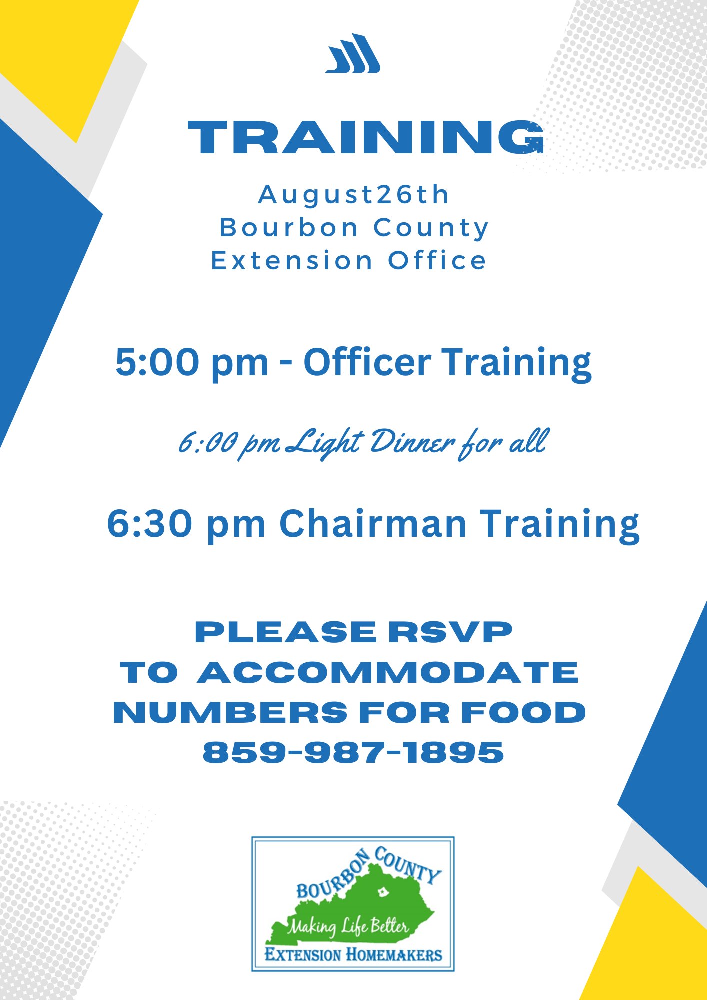 TRAINING
August26th
Bourbon County
Extension Office
5:00 pm - Officer Training
6:00 pm Light Dinner for all
6:30 pm Chairman Training
PLEASE RSVP
TO ACCOMMODATE
NUMBERS FOR FOOD
859-987-1895
BOURBON COUNTY
Making Life Better
EXTENSION HOMEMAKERS